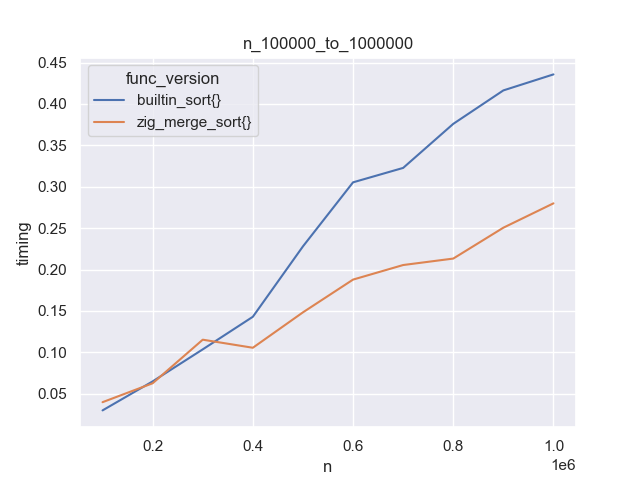 n_100000_to_1000000
func_version
builtin_sort{}
zig_merge_sort{}
timing
0.45
0.40
0.35
0.30
0.25
0.20
0.15
0.10
0.05
0.2 0.4 0.6 0.8 1.0
1e6
n